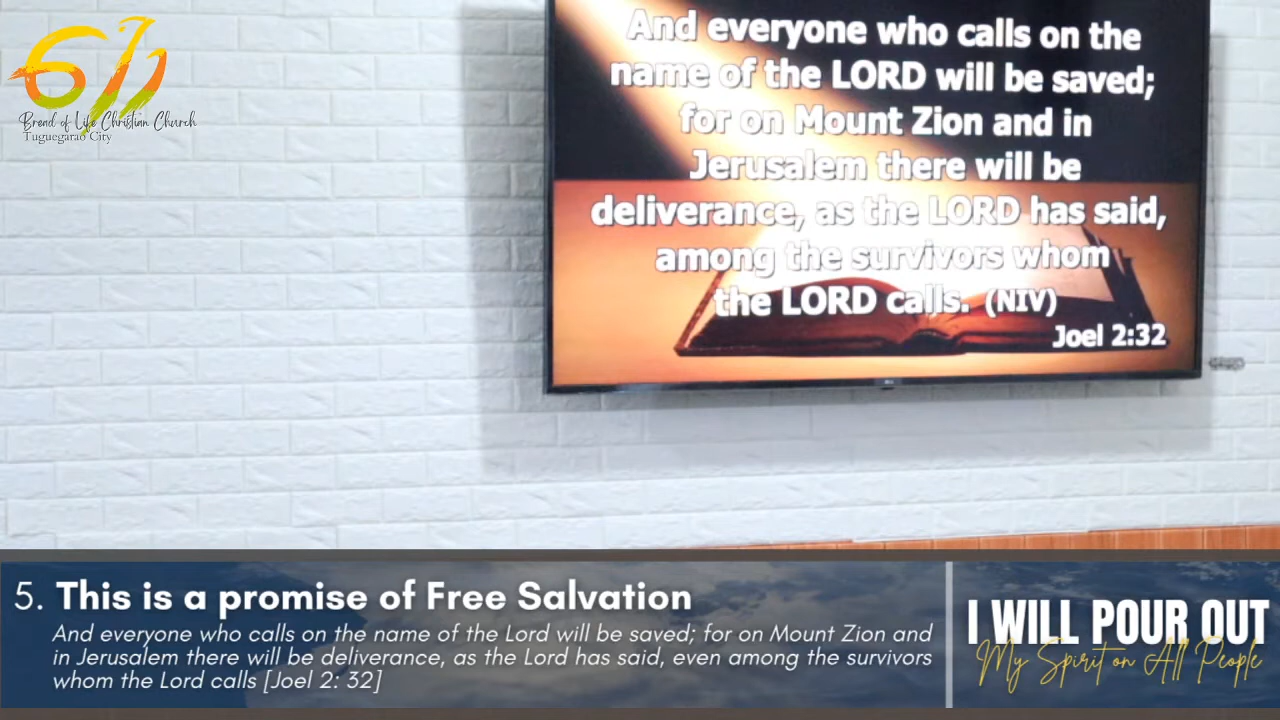 611
Bread of Life Christian Church
Tuguegarao City
And everyone who calls on the
name of the LORD will be saved;
for on Mount Zion and in
Jerusalem there will be
deliverance, as the LORD has said,
among the survivors whom
the LORD calls. (NIV)
Joel 2:32
5. This is a promise of Free Salvation
And everyone who calls on the name of the Lord will be saved; for on Mount Zion and
in Jerusalem there will be deliverance, as the Lord has said, even among the survivors
whom the Lord calls [Joel 2: 32]
I WILL POUR OUT
My Spirit on All People